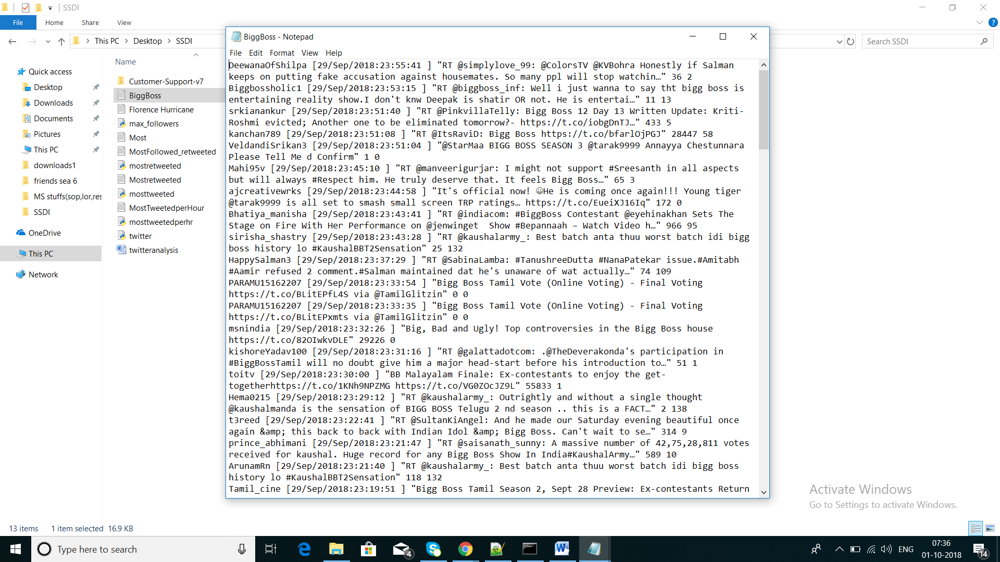 SSDI
File Home Share View
This PC Desktop SSDI
Search SSDI
Quick access
Desktop
Downloads
Documents
Pictures
This PC
downloads1
friends sea 6
MS stuffs(sop,lor,res
SSDI
OneDrive
This PC
Network
Name
Customer-Support-v7
BiggBoss
Florence Hurricane
max_followers
Most
MostFollowed_retweeted
mostretweeted
Mostretweeted
mosttweeted
MostTweetedperHour
mosttweetedperhr
twitter
twitteranalysis
BiggBoss - Notepad
File Edit Format View Help
DeewanaOfShilpa [29/Sep/2018:23:55:41 ] "RT @simplylove_99: @ColorsTV @KVBohra Honestly if Salman
keeps on putting fake accusation against housemates. So many ppl will stop watchin…" 36 2
Biggbossholic1 [29/Sep/2018:23:53:15 ] "RT @biggboss_inf: Well i just wanna to say tht bigg boss is
entertaining reality show.I don't knw Deepak is shatir OR not. He is entertai…" 11 13
srkianankur [29/Sep/2018:23:51:40 ] "RT @PinkvillaTelly: Bigg Boss 12 Day 13 Written Update: Kriti-
Roshmi evicted; Another one to be eliminated tomorrow?- https://t.co/iobgDnTJ…" 433 5
kanchan789 [29/Sep/2018:23:51:08 ] "RT @ItsRaviD: Bigg Boss https://t.co/bfarlOjPGJ" 28447 58
VeldandiSrikan3 [29/Sep/2018:23:51:04 ] "@StarMaa BIGG BOSS SEASON 3 @tarak9999 Annayya Chestunnara
Please Tell Me d Confirm" 1 0
Mahi95v [29/Sep/2018:23:45:10 ] "RT @manveerigurjar: I might not support #Sreesanth in all aspects
but will always #Respect him. He truly deserve that. It feels Bigg Boss…" 65 3
ajcreativewrks [29/Sep/2018:23:44:58 ] "It's official now! 😀He is coming once again!!! Young tiger
@tarak9999 is all set to smash small screen TRP ratings… https://t.co/EueiXJ16Iq" 172 0
Bhatiya_manisha [29/Sep/2018:23:43:41 ] "RT @indiacom: #BiggBoss Contestant @eyehinakhan Sets The
Stage on Fire With Her Performance on @jenwinget  Show #Bepannaah – Watch Video h…" 966 95
sirisha_shastry [29/Sep/2018:23:43:28 ] "RT @kaushalarmy_: Best batch anta thuu worst batch idi bigg
boss history lo #KaushalBBT2Sensation" 25 132
HappySalman3 [29/Sep/2018:23:37:29 ] "RT @SabinaLamba: #TanushreeDutta #NanaPatekar issue.#Amitabh
#Aamir refused 2 comment.#Salman maintained dat he's unaware of wat actually…" 74 109
PARAMU15162207 [29/Sep/2018:23:33:54 ] "Bigg Boss Tamil Vote (Online Voting) - Final Voting
https://t.co/BLitEPfL4S via @TamilGlitzin" 0 0
PARAMU15162207 [29/Sep/2018:23:33:35 ] "Bigg Boss Tamil Vote (Online Voting) - Final Voting
https://t.co/BLitEPxmts via @TamilGlitzin" 0 0
msnindia [29/Sep/2018:23:32:26 ] "Big, Bad and Ugly! Top controversies in the Bigg Boss house
https://t.co/82OIwkvDLE" 29226 0
kishoreYadav100 [29/Sep/2018:23:31:16 ] "RT @galattadotcom: .@TheDeverakonda's participation in
#BiggBossTamil will no doubt give him a major head-start before his introduction to…" 51 1
toitv [29/Sep/2018:23:30:00 ] "BB Malayalam Finale: Ex-contestants to enjoy the get-
togetherhttps://t.co/1KNh9NPZMG https://t.co/VG0ZOcJZ9L" 55833 1
Hema0215 [29/Sep/2018:23:29:12 ] "RT @kaushalarmy_: Outrightly and without a single thought
@kaushalmanda is the sensation of BIGG BOSS Telugu 2 nd season .. this is a FACT…" 2 138
t3reed [29/Sep/2018:23:22:41 ] "RT @SultanKiAngel: And he made our Saturday evening beautiful once
again &amp; this back to back with Indian Idol &amp; Bigg Boss. Can't wait to se…" 314 9
prince_abhimani [29/Sep/2018:23:21:47 ] "RT @saisanath_sunny: A massive number of 42,75,28,811 votes
received for kaushal. Huge record for any Bigg Boss Show In India#KaushalArmy…" 589 10
ArunamRn [29/Sep/2018:23:21:40 ] "RT @kaushalarmy_: Best batch anta thuu worst batch idi bigg boss
history lo #KaushalBBT2Sensation" 118 132
Tamil_cine [29/Sep/2018:23:19:51 ] "Bigg Boss Tamil Season 2, Sept 28 Preview: Ex-contestants Return
Activate Windows
Go to Settings to activate Windows.
13 items 1 item selected 16.9 KB
Type here to search
4
ENG
07:36
01-10-2018
14